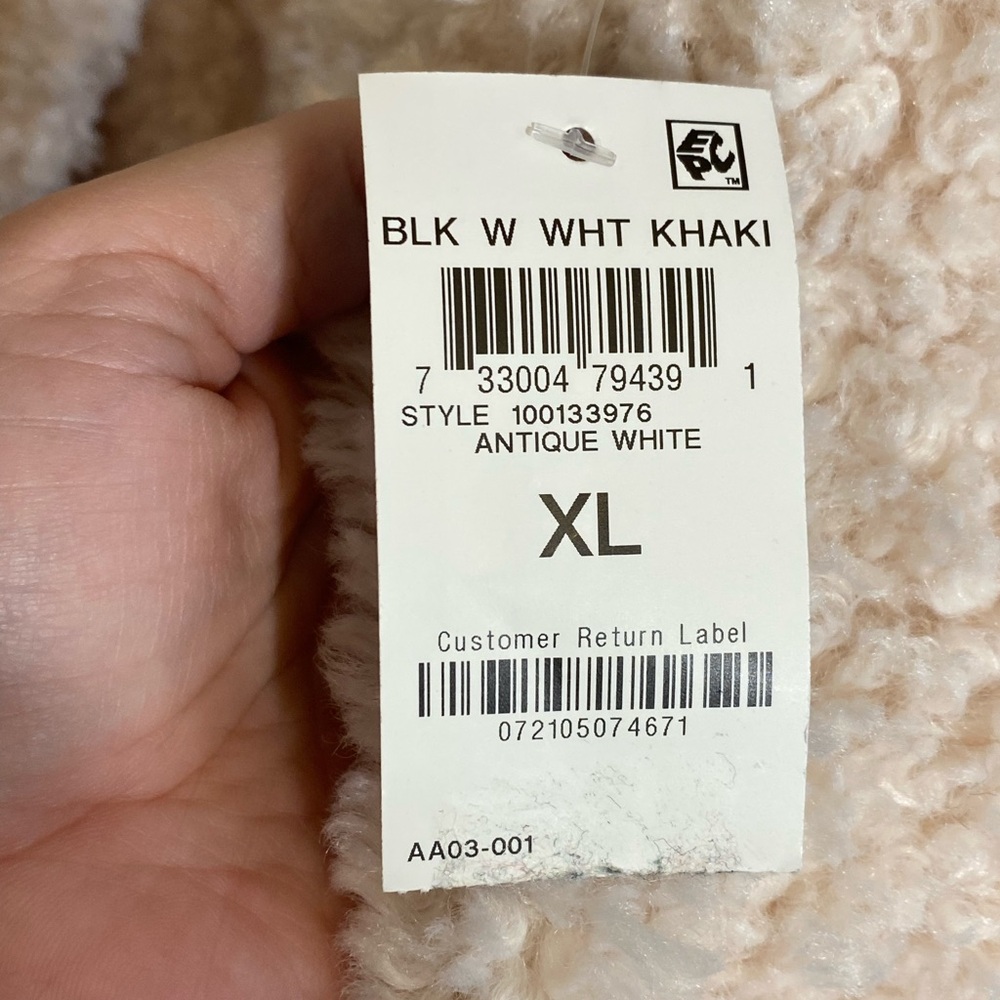 EPC
TM
BLK W WHT KHAKI
7 33004 79439 1
STYLE 100133976
ANTIQUE WHITE
XL
Customer Return Label
072105074671
AA03-001